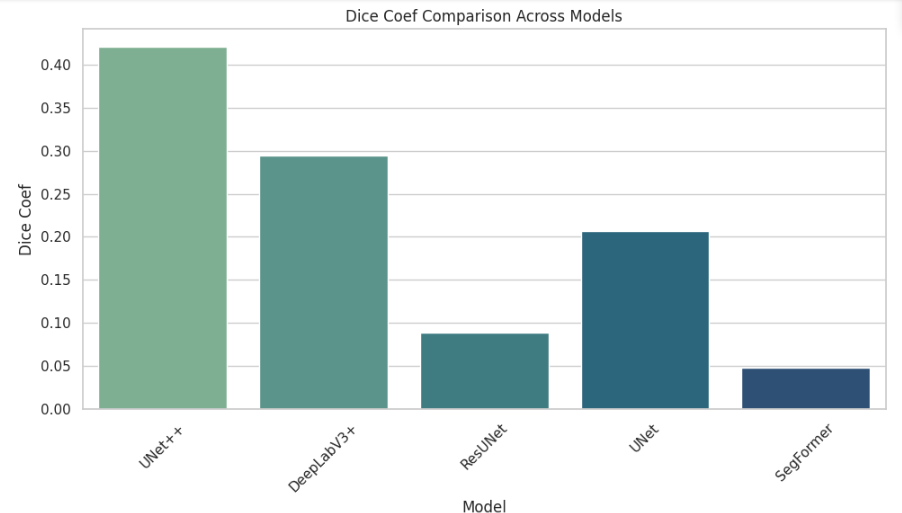 Dice Coef Comparison Across Models
Dice Coef
0.40
0.35
0.30
0.25
0.20
0.15
0.10
0.05
0.00
UNet++
DeepLabV3+
ResUNet
UNet
SegFormer
Model